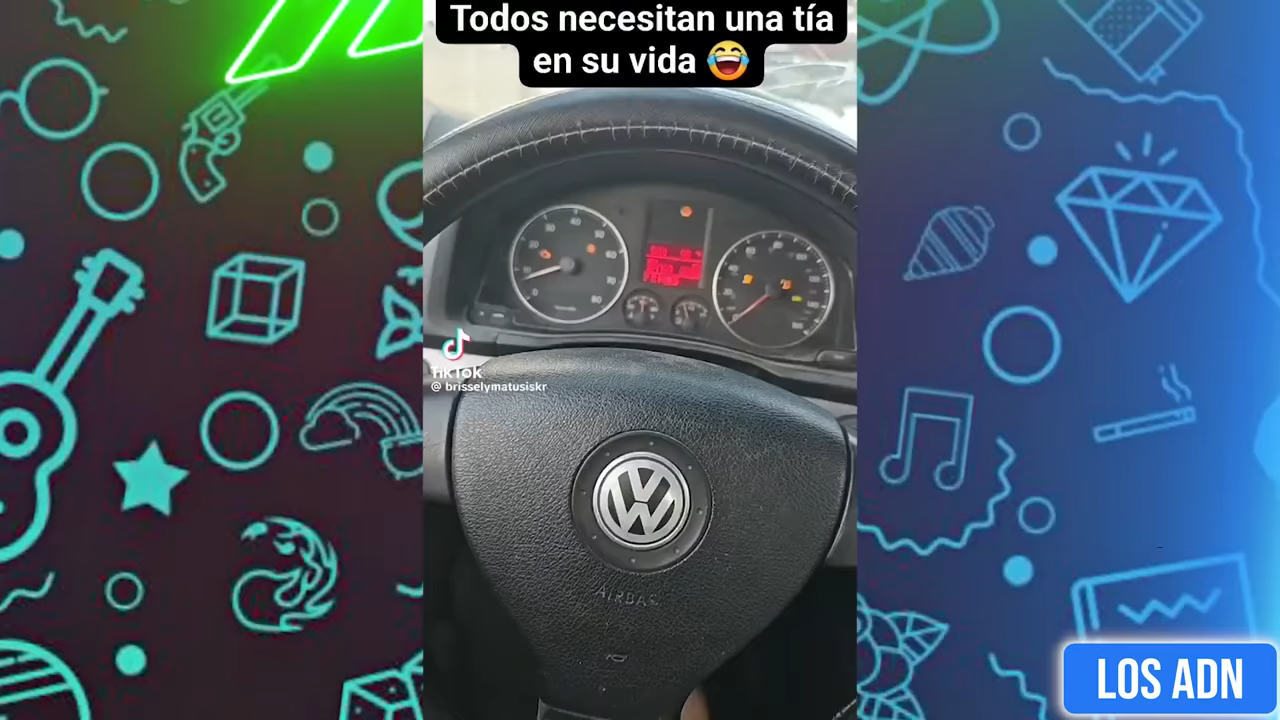 Todos necesitan una tía
en su vida 😂
TikTok
@ brisselymatusiskr
AIRBAG
LOS ADN